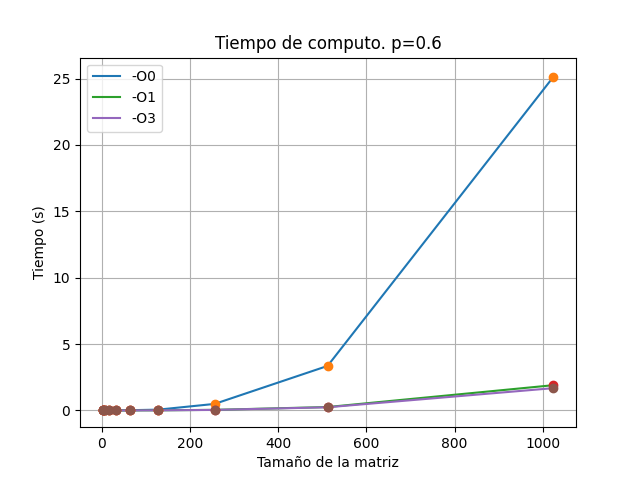 Tiempo de computo. p=0.6
-O0
-O1
-O3
Tiempo (s)
25
20
15
10
5
0
0 200 400 600 800 1000
Tamaño de la matriz